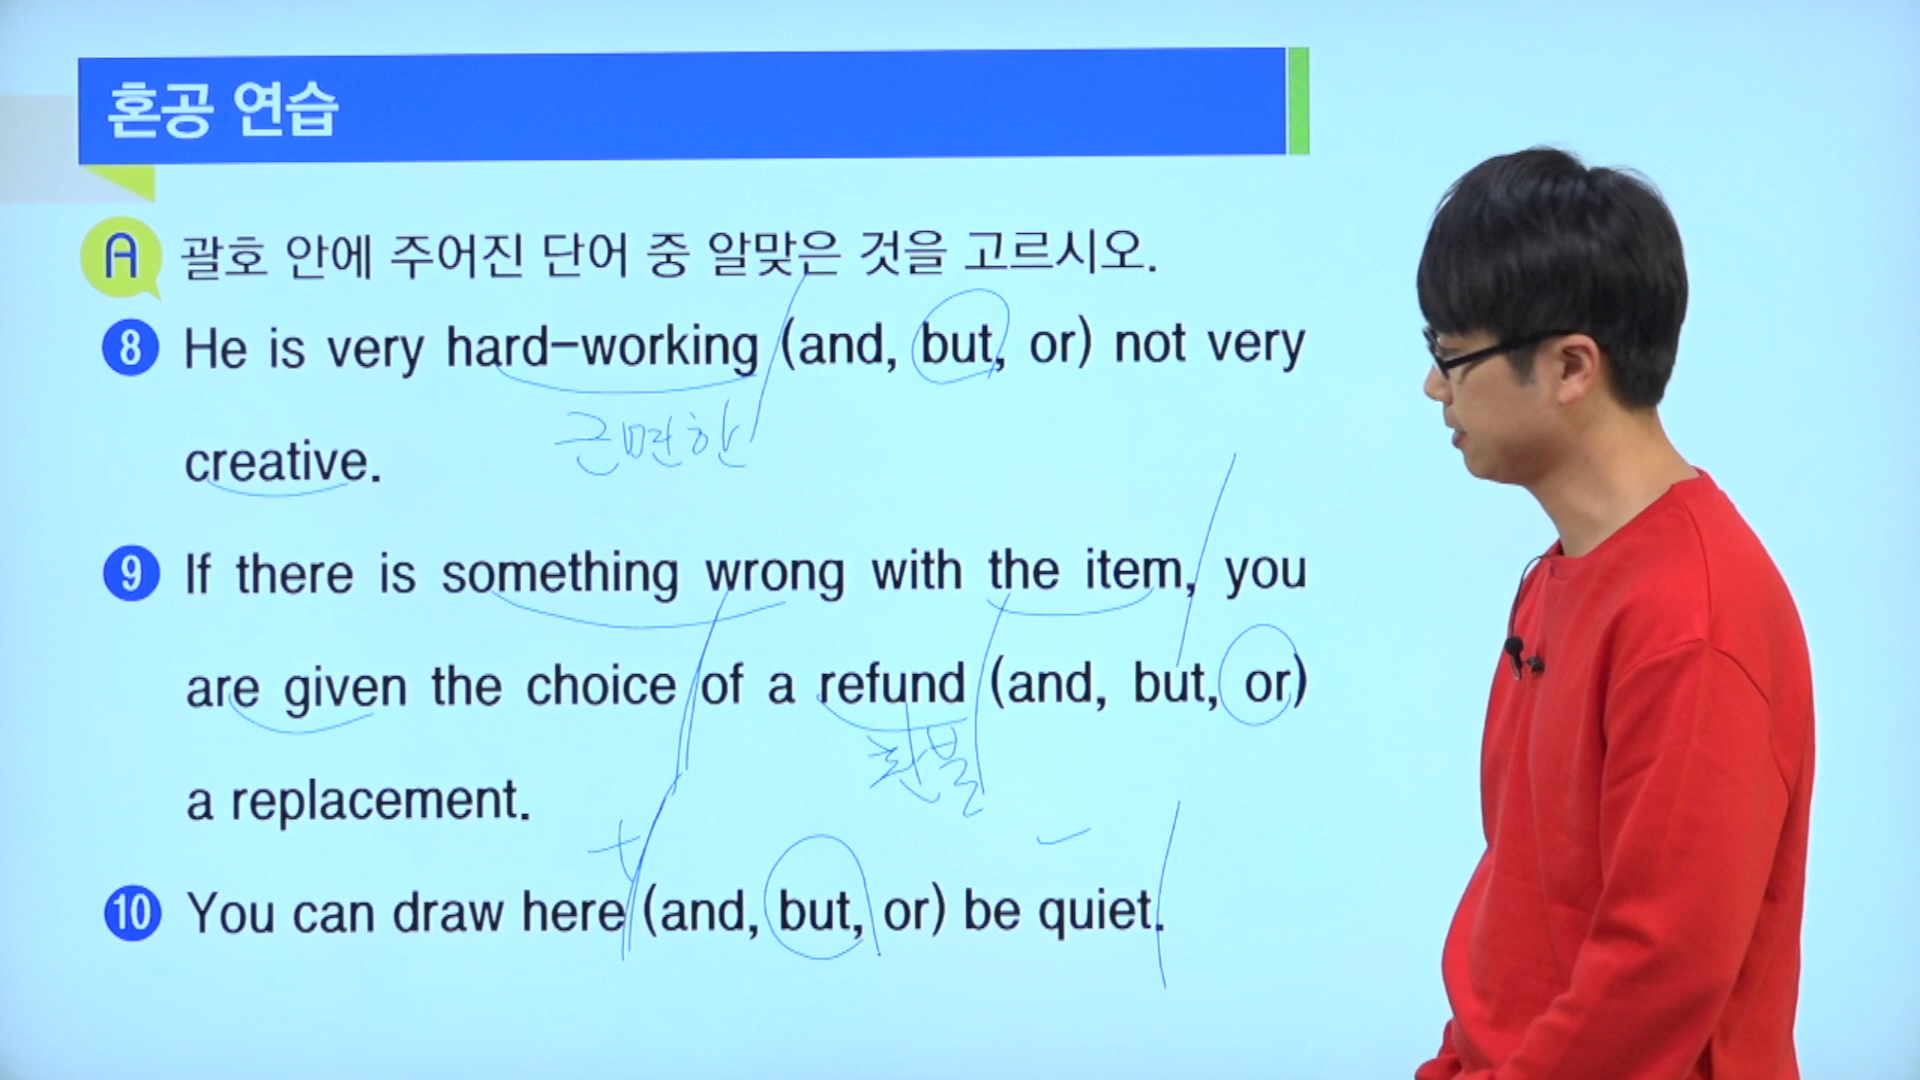 혼공 연습
A 괄호 안에 주어진 단어 중 알맞은 것을 고르시오.
8 He is very hard-working (and, but, or) not very
근면한
creative.
9 If there is something wrong with the item, you
are given the choice of a refund (and, but, or)
환불
a replacement.
+ -
10 You can draw here (and, but, or) be quiet.